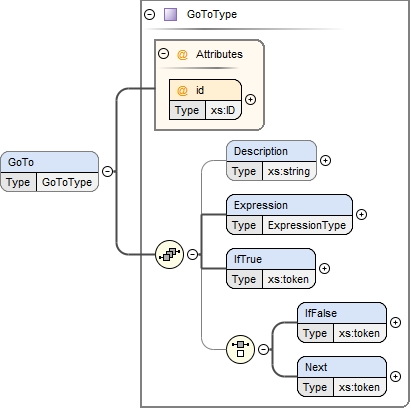 GoToType
Attributes
@ id
Type xs:ID
GoTo
Type GoToType
Description
Type xs:string
Expression
Type ExpressionType
IfTrue
Type xs:token
IfFalse
Type xs:token
Next
Type xs:token